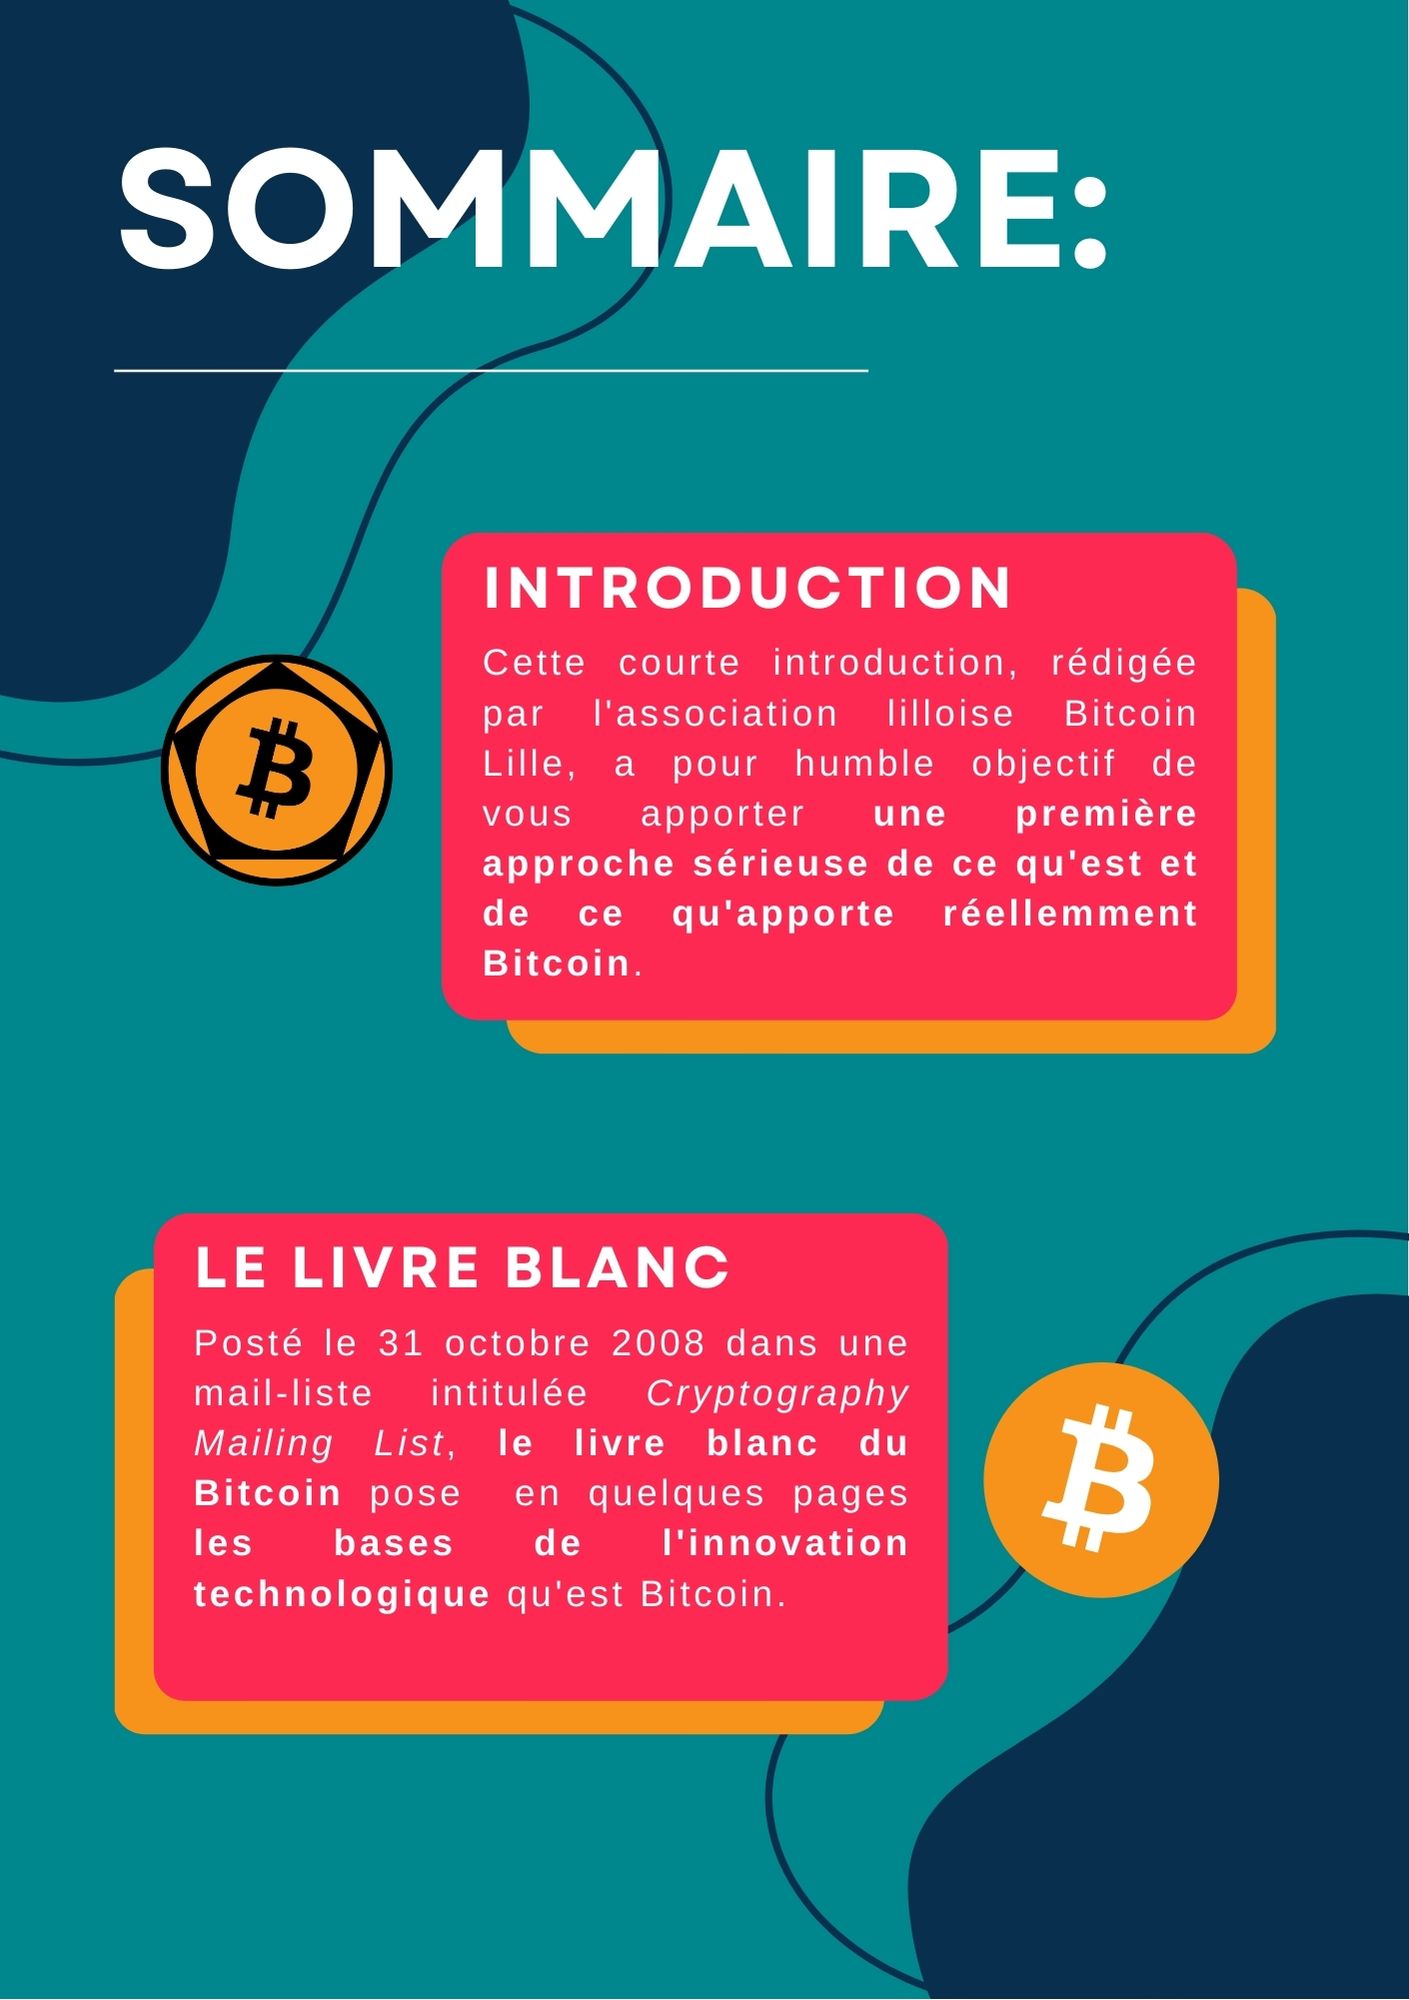 SOMMAIRE:
INTRODUCTION
Cette courte introduction, rédigée
par l'association lilloise Bitcoin
Lille, a pour humble objectif de
vous apporter une première
approche sérieuse de ce qu'est et
de ce qu'apporte réellemment
Bitcoin.
LE LIVRE BLANC
Posté le 31 octobre 2008 dans une
mail-liste intitulée Cryptography
Mailing List, le livre blanc du
Bitcoin pose en quelques pages
les bases de l'innovation
technologique qu'est Bitcoin.